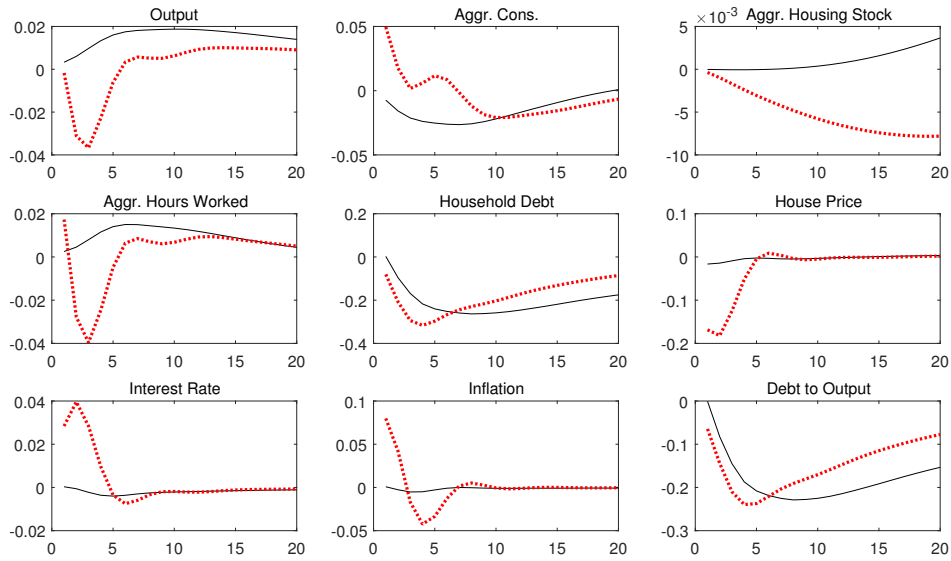 Output
0.02
0
-0.02
-0.04
0 5 10 15 20
Aggr. Cons.
0.05
0
-0.05
0 5 10 15 20
Aggr. Housing Stock
×10⁻³
5
0
-5
-10
0 5 10 15 20
Aggr. Hours Worked
0.02
0
-0.02
-0.04
0 5 10 15 20
Household Debt
0.2
0
-0.2
-0.4
0 5 10 15 20
House Price
0.1
0
-0.1
-0.2
0 5 10 15 20
Interest Rate
0.04
0.02
0
-0.02
0 5 10 15 20
Inflation
0.1
0.05
0
-0.05
0 5 10 15 20
Debt to Output
0
-0.1
-0.2
-0.3
0 5 10 15 20